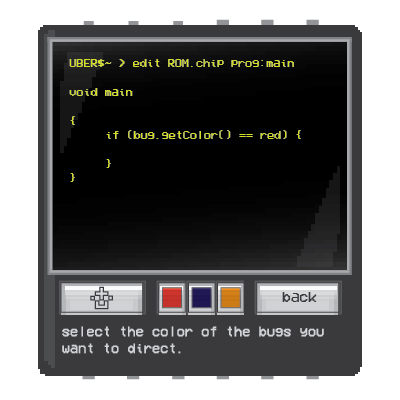 UBER$~ > edit ROM.chip Prog:main
void main
{
if (bug.getColor() == red) {
}
}
back
select the color of the bugs you
want to direct.